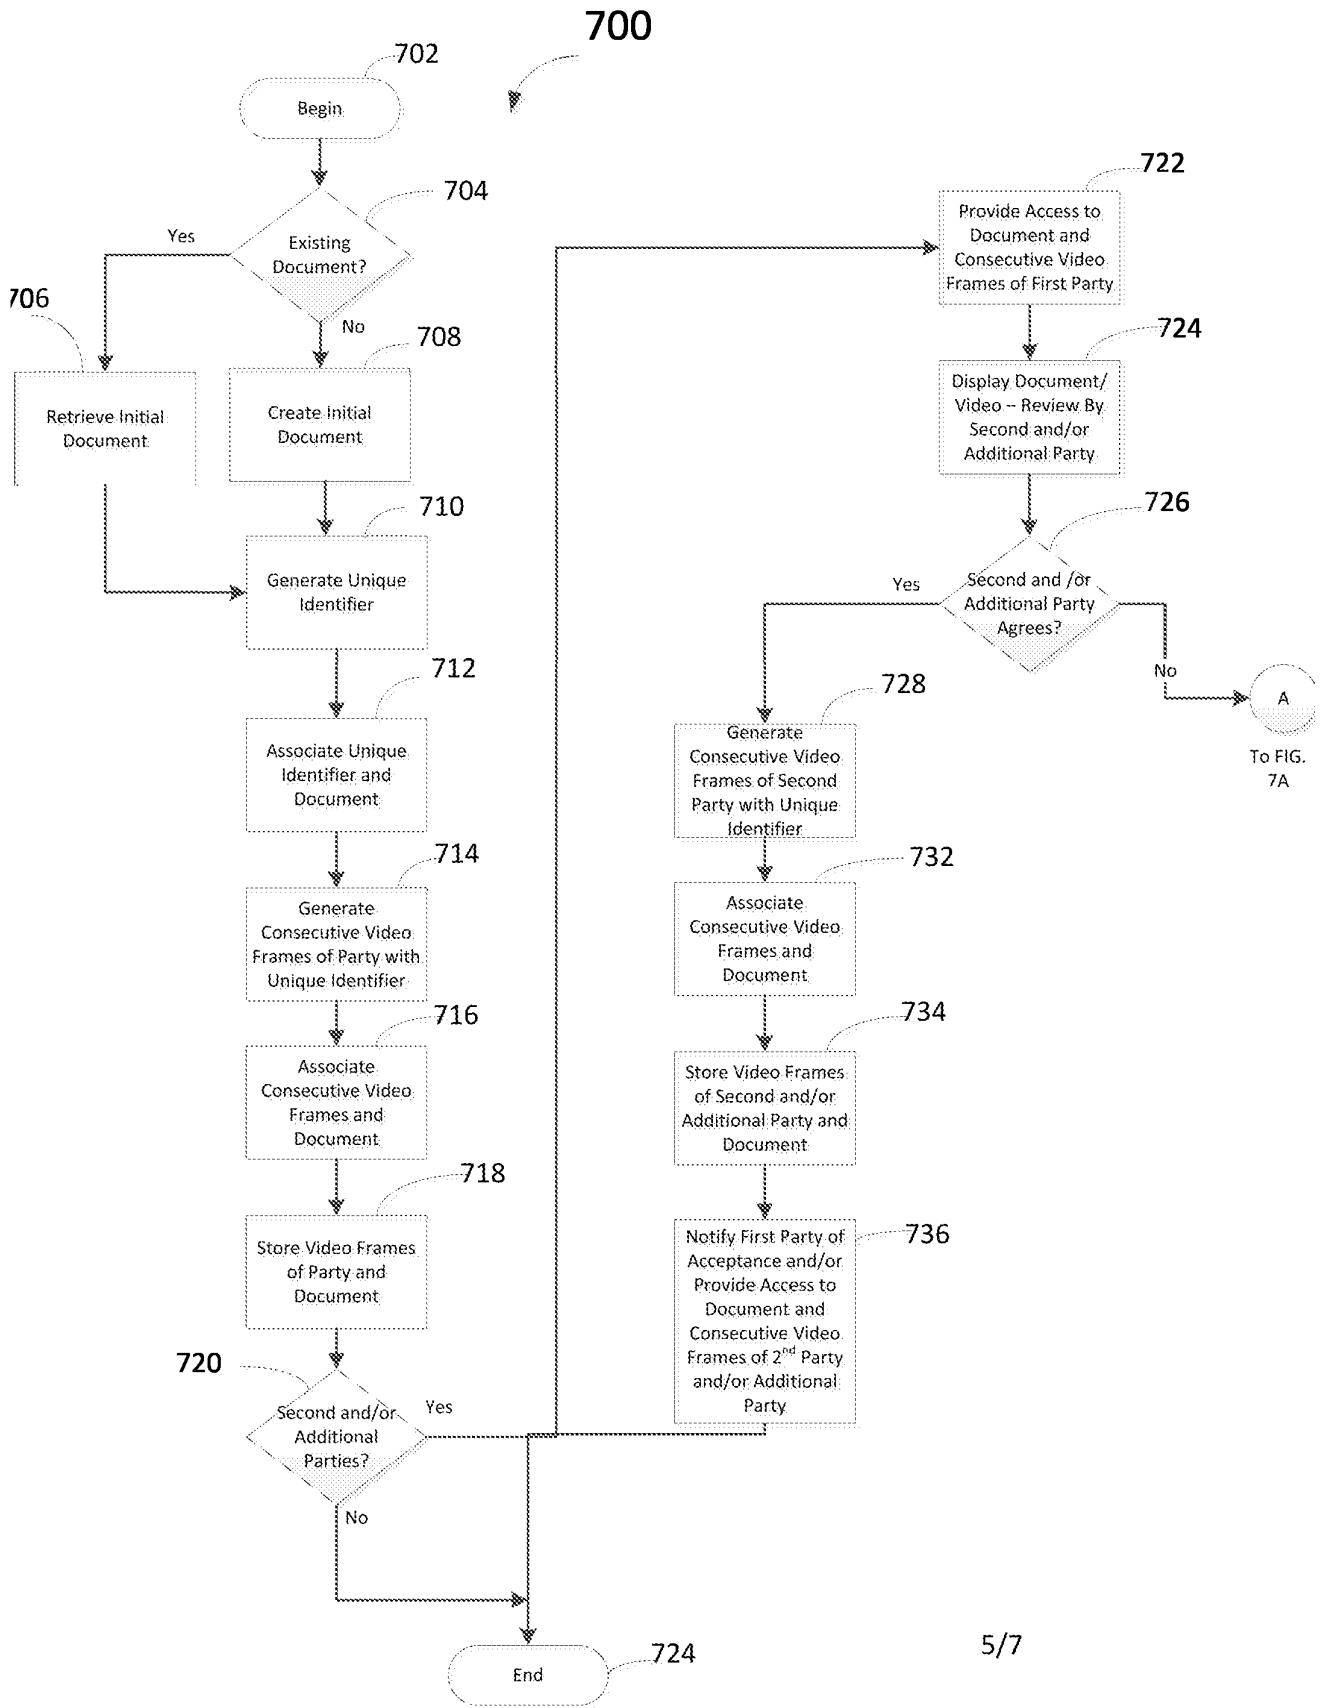 700
702
Begin
704
Yes
Existing
Document?
No
706
Retrieve Initial
Document
708
Create Initial
Document
710
Generate Unique
Identifier
712
Associate Unique
Identifier and
Document
714
Generate
Consecutive Video
Frames of Party with
Unique Identifier
716
Associate
Consecutive Video
Frames and
Document
718
Store Video Frames
of Party and
Document
720
Second and/or
Additional
Parties?
Yes
No
722
Provide Access to
Document and
Consecutive Video
Frames of First Party
724
Display Document/
Video – Review By
Second and/or
Additional Party
726
Second and /or
Additional Party
Agrees?
Yes
No
A
To FIG.
7A
728
Generate
Consecutive Video
Frames of Second
Party with Unique
Identifier
732
Associate
Consecutive Video
Frames and
Document
734
Store Video Frames
of Second and/or
Additional Party and
Document
736
Notify First Party of
Acceptance and/or
Provide Access to
Document and
Consecutive Video
Frames of 2nd Party
and/or Additional
Party
End
724
5/7